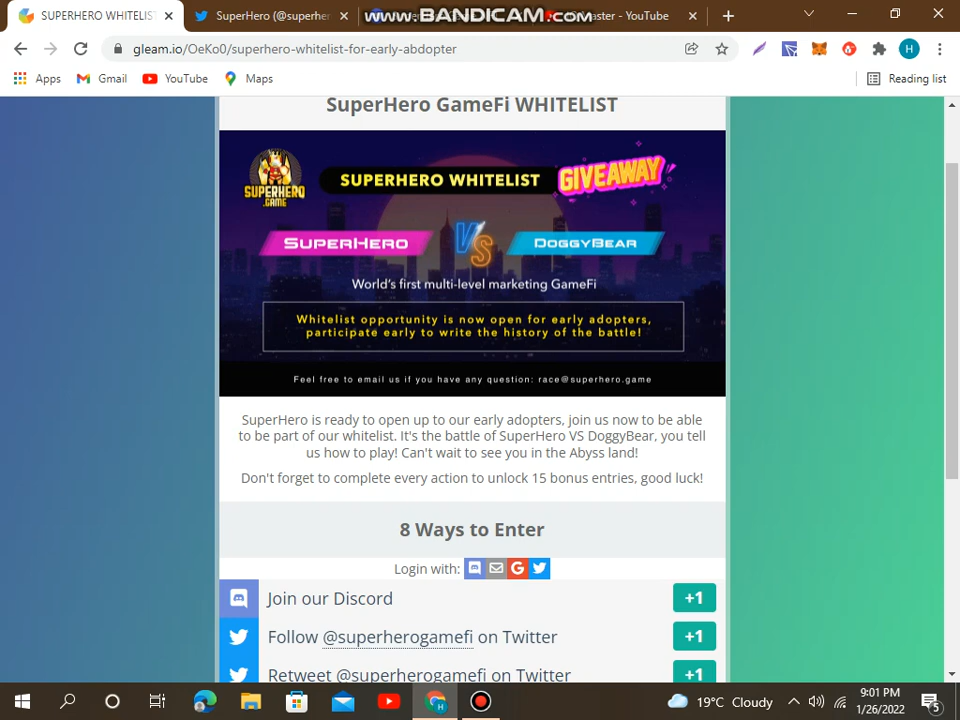 SUPERHERO WHITELIST
SuperHero (@superher
www.BANDICAM.com
Master - YouTube
gleam.io/OeKo0/superhero-whitelist-for-early-abdopter
H
Apps
Gmail
YouTube
Maps
Reading list
SuperHero GameFi WHITELIST
SUPERHERO
.GAME
SUPERHERO WHITELIST
GIVEAWAY
SUPERHERO
VS
DOGGYBEAR
World's first multi-level marketing GameFi
Whitelist opportunity is now open for early adopters,
participate early to write the history of the battle!
Feel free to email us if you have any question: race@superhero.game
SuperHero is ready to open up to our early adopters, join us now to be able
to be part of our whitelist. It's the battle of SuperHero VS DoggyBear, you tell
us how to play! Can't wait to see you in the Abyss land!
Don't forget to complete every action to unlock 15 bonus entries, good luck!
8 Ways to Enter
Login with:
Join our Discord
+1
Follow @superherogamefi on Twitter
+1
Retweet @superherogamefi on Twitter
+1
19°C Cloudy
9:01 PM
1/26/2022
5